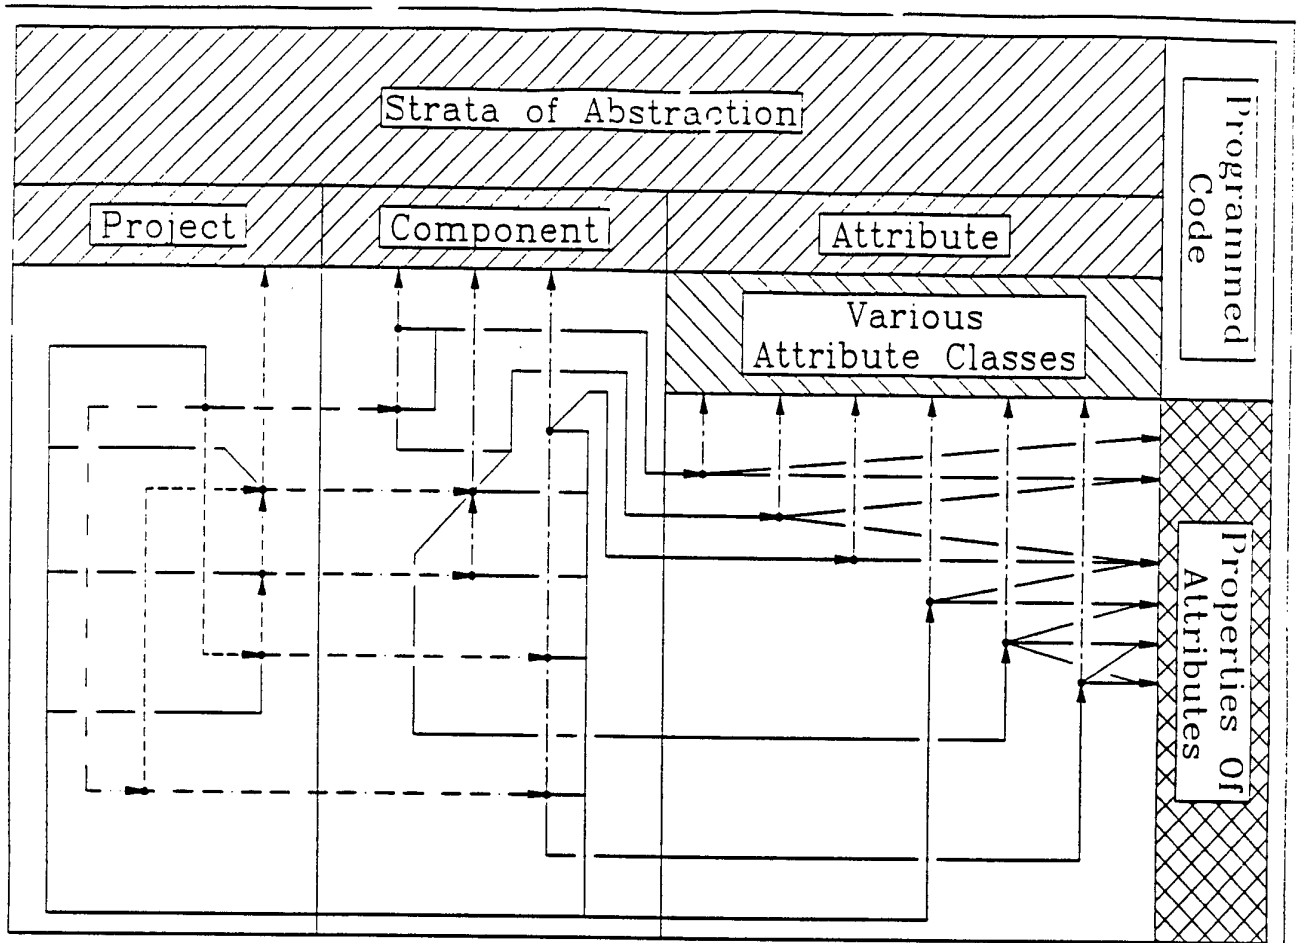 Strata of Abstraction
Programmed
Code
Project
Component
Attribute
Various
Attribute Classes
Properties Of
Attributes